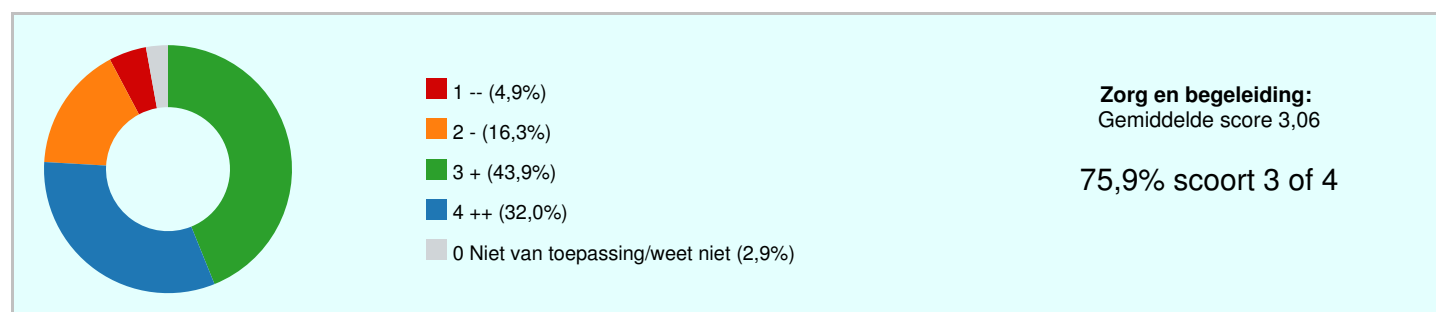 1 -- (4,9%)
2 - (16,3%)
3 + (43,9%)
4 ++ (32,0%)
0 Niet van toepassing/weet niet (2,9%)
Zorg en begeleiding:
Gemiddelde score 3,06
75,9% scoort 3 of 4